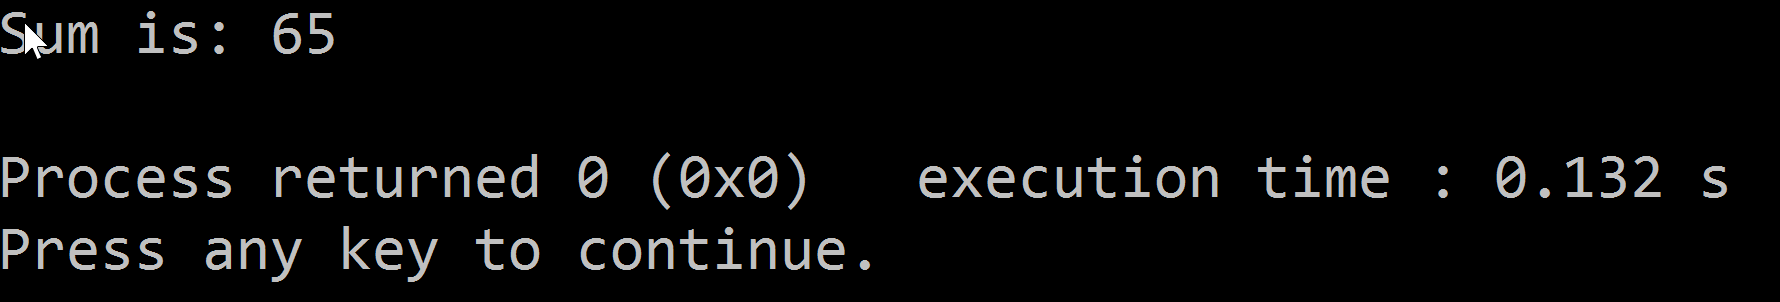 Sum is: 65
Process returned 0 (0x0)   execution time : 0.132 s
Press any key to continue.